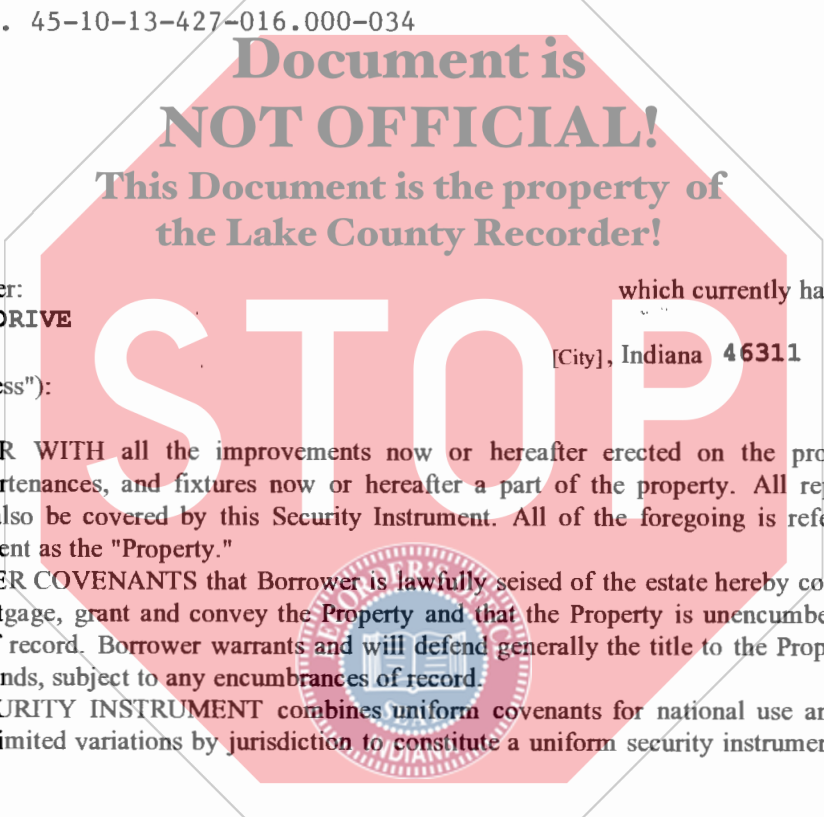 . 45-10-13-427-016.000-034
Document is
NOT OFFICIAL!
This Document is the property of
the Lake County Recorder!
er: which currently ha
DRIVE
[City], Indiana 46311
ess"):
STOP
R WITH all the improvements now or hereafter erected on the pro
rtenances, and fixtures now or hereafter a part of the property. All rep
lso be covered by this Security Instrument. All of the foregoing is refe
ent as the "Property."
ER COVENANTS that Borrower is lawfully seised of the estate hereby co
tgage, grant and convey the Property and that the Property is unencumbe
f record. Borrower warrants and will defend generally the title to the Prop
nds, subject to any encumbrances of record.
URITY INSTRUMENT combines uniform covenants for national use an
imited variations by jurisdiction to constitute a uniform security instrumen
SEAL
INDIANA